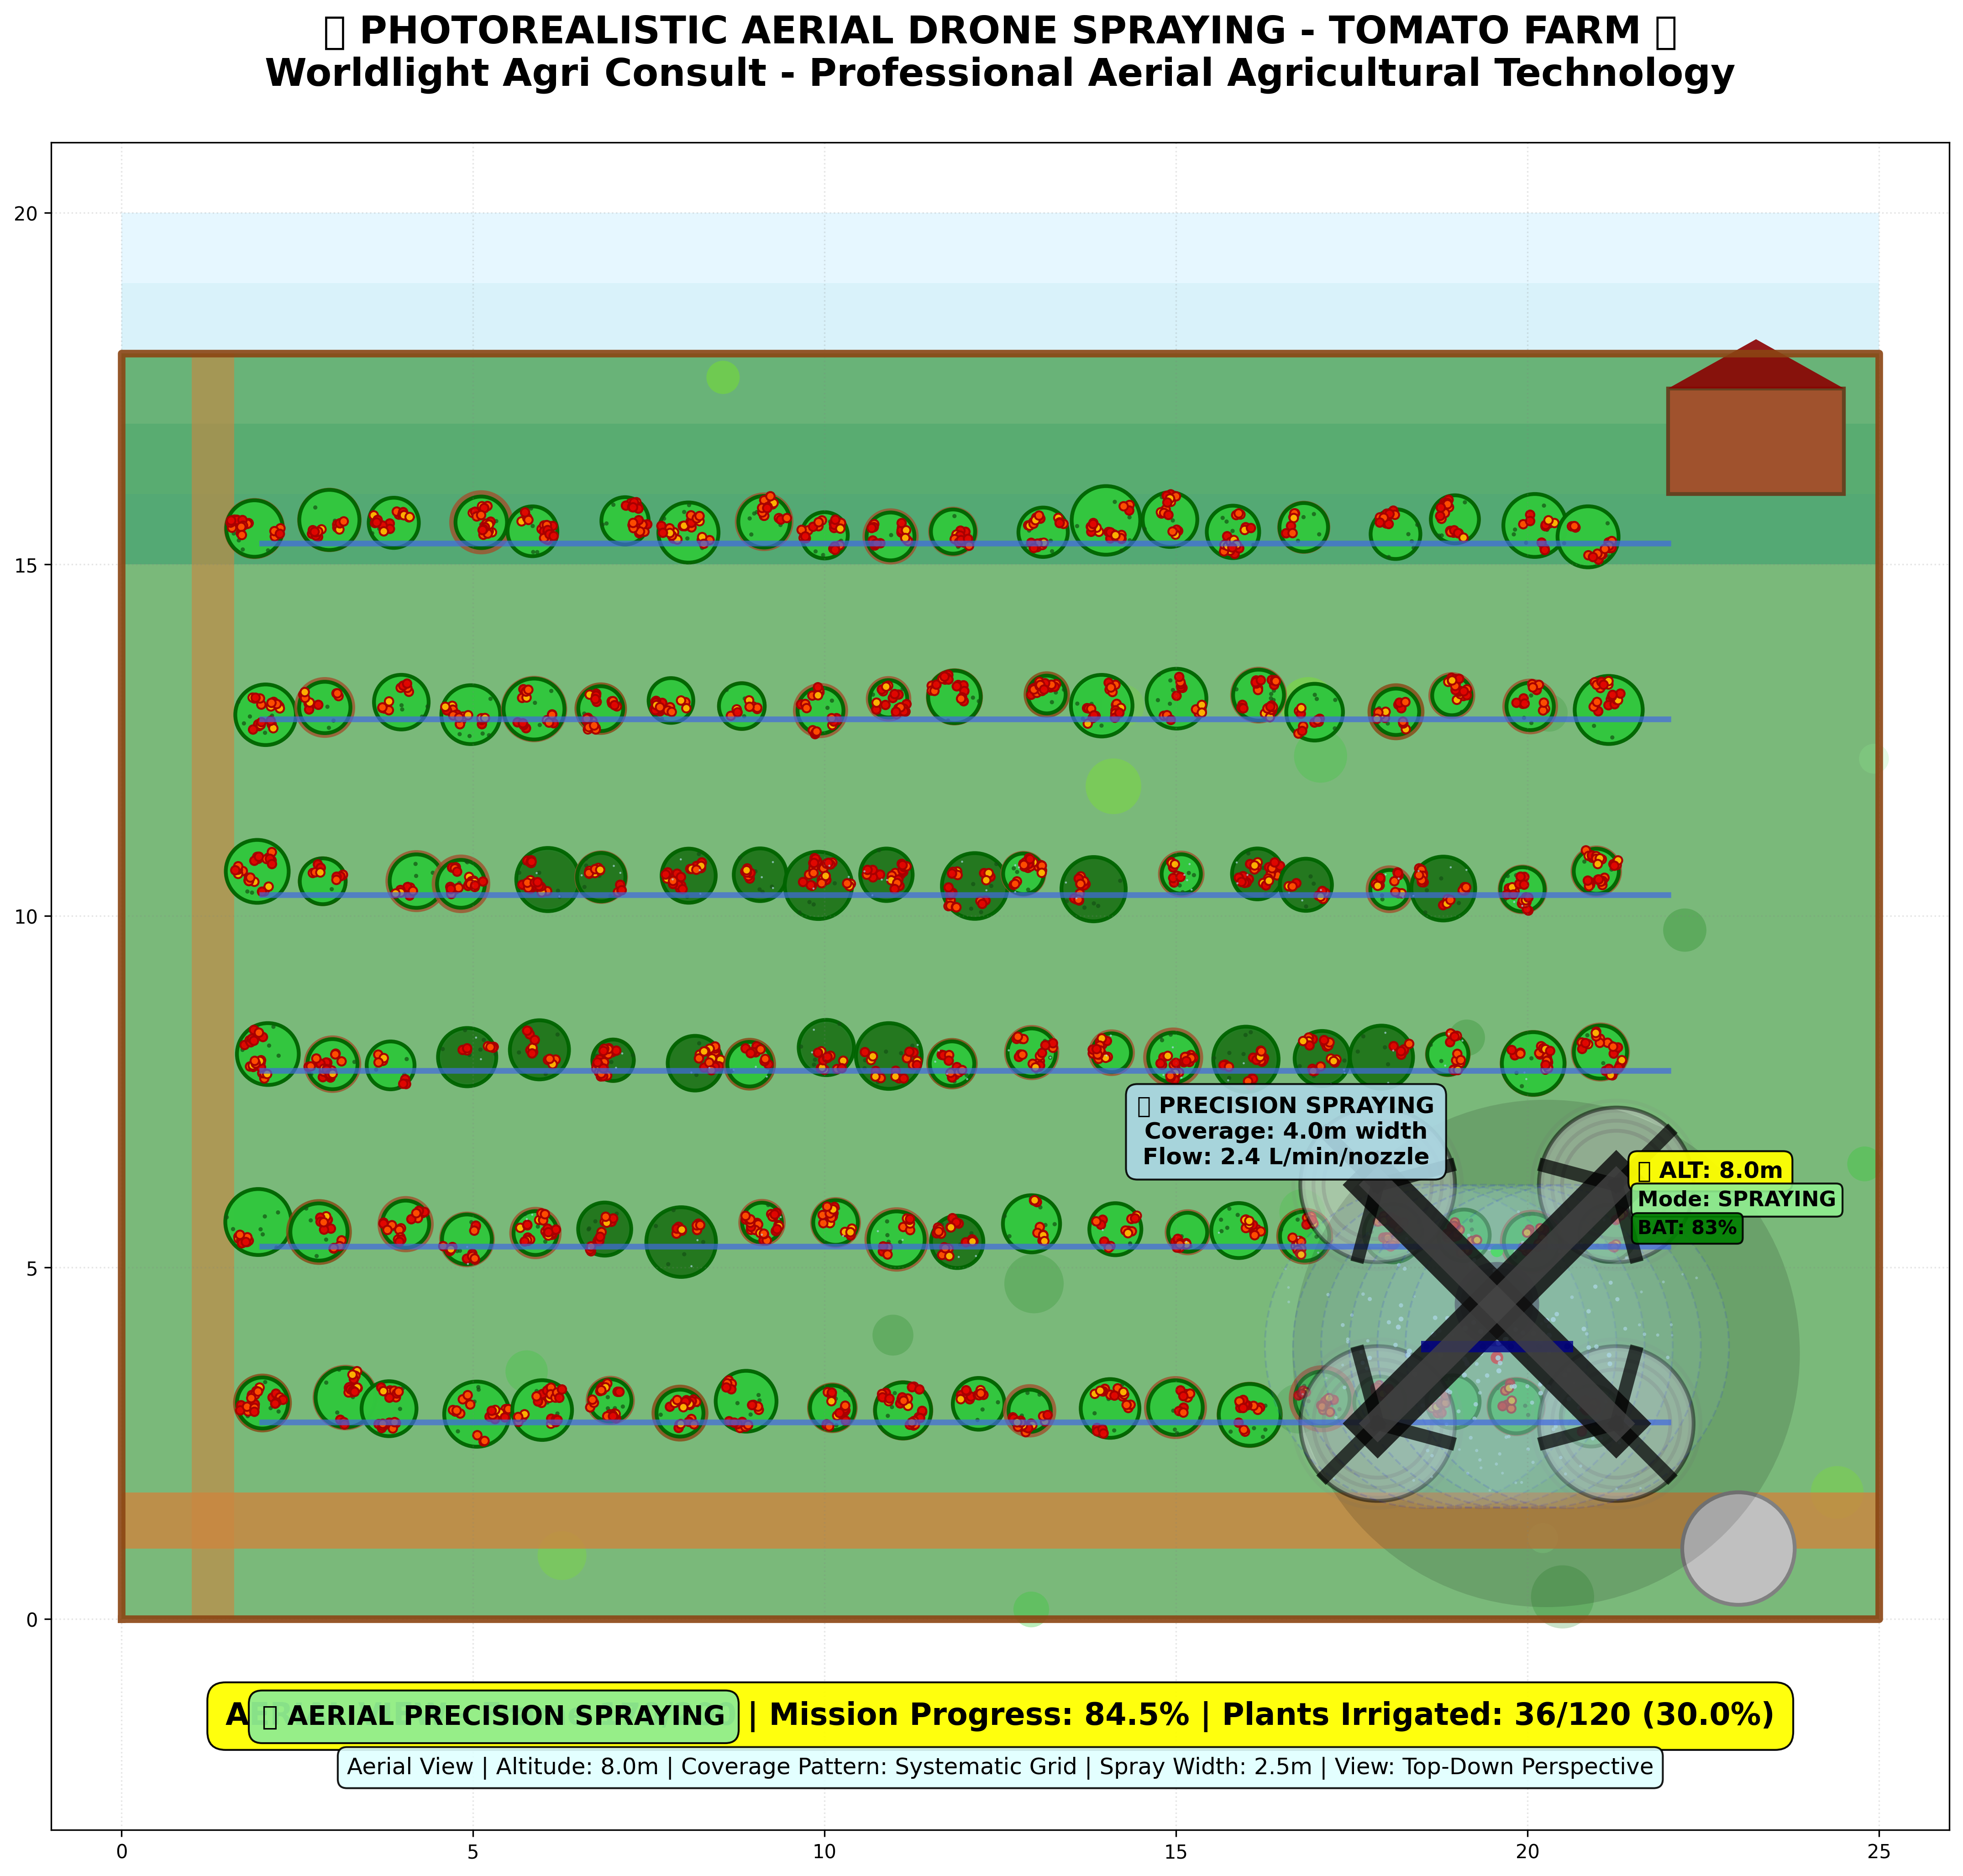 PHOTOREALISTIC AERIAL DRONE SPRAYING - TOMATO FARM
Worldlight Agri Consult - Professional Aerial Agricultural Technology
20
15
10
5
0
PRECISION SPRAYING
Coverage: 4.0m width
Flow: 2.4 L/min/nozzle
ALT: 8.0m
Mode: SPRAYING
BAT: 83%
AERIAL PRECISION SPRAYING
| Mission Progress: 84.5% | Plants Irrigated: 36/120 (30.0%)
Aerial View | Altitude: 8.0m | Coverage Pattern: Systematic Grid | Spray Width: 2.5m | View: Top-Down Perspective
0
5
10
15
20
25